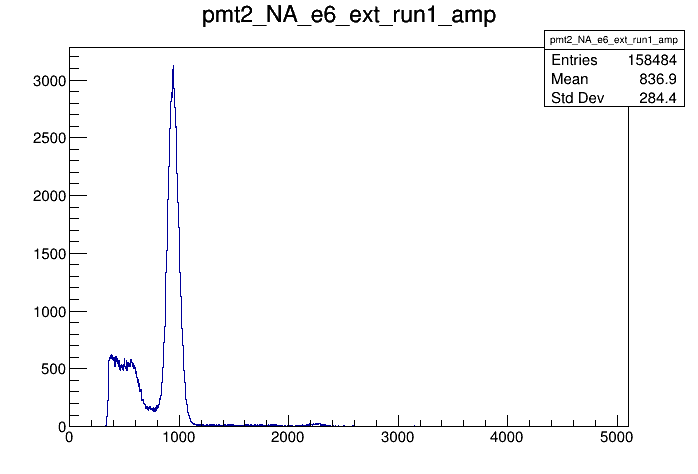 pmt2_NA_e6_ext_run1_amp
pmt2_NA_e6_ext_run1_amp
Entries 158484
Mean 836.9
Std Dev 284.4
3000
2500
2000
1500
1000
500
0
0 1000 2000 3000 4000 5000